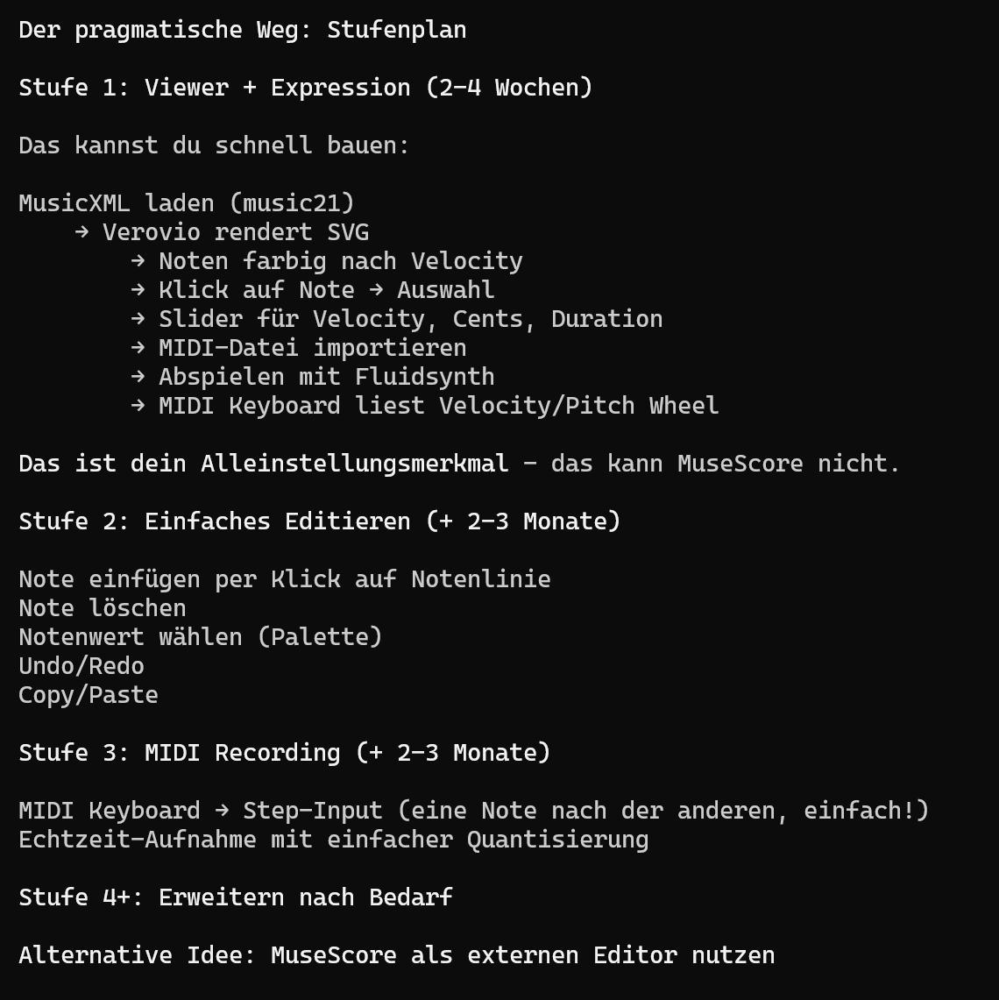 Der pragmatische Weg: Stufenplan
Stufe 1: Viewer + Expression (2-4 Wochen)
Das kannst du schnell bauen:
MusicXML laden (music21)
→ Verovio rendert SVG
→ Noten farbig nach Velocity
→ Klick auf Note → Auswahl
→ Slider für Velocity, Cents, Duration
→ MIDI-Datei importieren
→ Abspielen mit Fluidsynth
→ MIDI Keyboard liest Velocity/Pitch Wheel
Das ist dein Alleinstellungsmerkmal – das kann MuseScore nicht.
Stufe 2: Einfaches Editieren (+ 2-3 Monate)
Note einfügen per Klick auf Notenlinie
Note löschen
Notenwert wählen (Palette)
Undo/Redo
Copy/Paste
Stufe 3: MIDI Recording (+ 2-3 Monate)
MIDI Keyboard → Step-Input (eine Note nach der anderen, einfach!)
Echtzeit-Aufnahme mit einfacher Quantisierung
Stufe 4+: Erweitern nach Bedarf
Alternative Idee: MuseScore als externen Editor nutzen